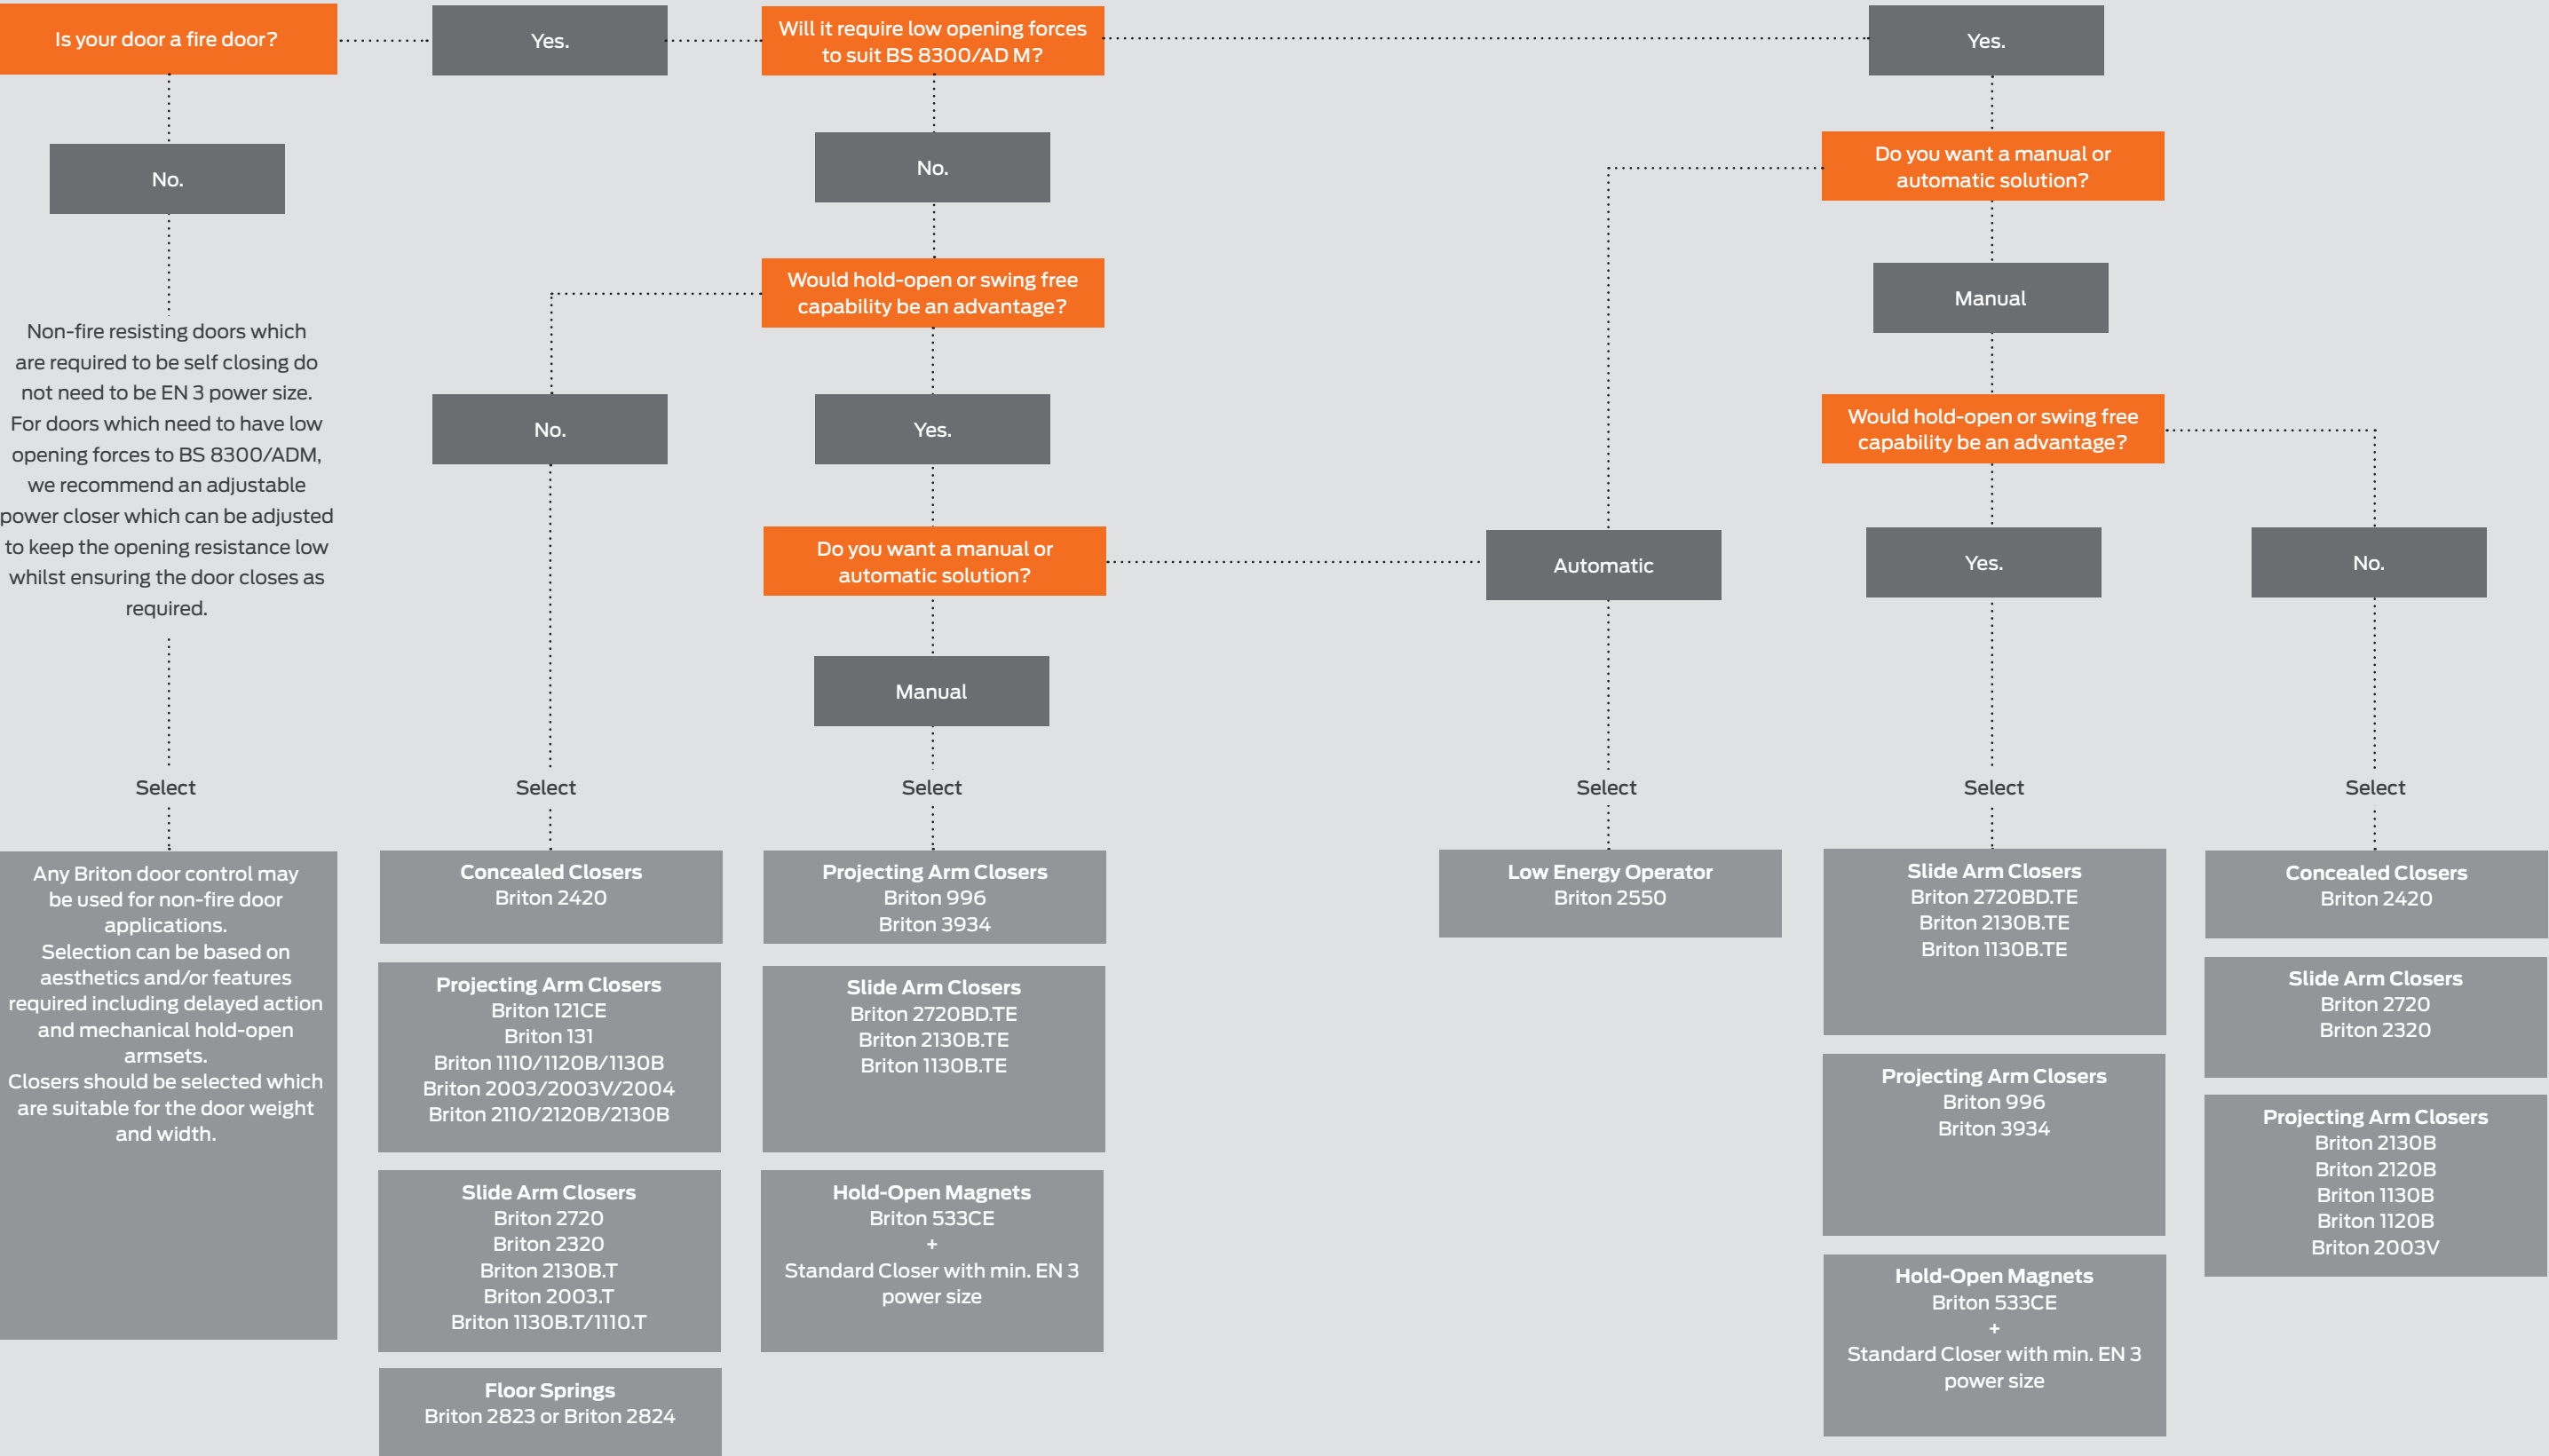 Is your door a fire door?
Yes.
Will it require low opening forces
to suit BS 8300/AD M?
Yes.
No.
No.
Do you want a manual or
automatic solution?
Would hold-open or swing free
capability be an advantage?
Manual
Non-fire resisting doors which
are required to be self closing do
not need to be EN 3 power size.
For doors which need to have low
opening forces to BS 8300/ADM,
we recommend an adjustable
power closer which can be adjusted
to keep the opening resistance low
whilst ensuring the door closes as
required.
No.
Yes.
Would hold-open or swing free
capability be an advantage?
Do you want a manual or
automatic solution?
Automatic
Yes.
No.
Manual
Select
Select
Select
Select
Select
Select
Any Briton door control may
be used for non-fire door
applications.
Selection can be based on
aesthetics and/or features
required including delayed action
and mechanical hold-open
armsets.
Closers should be selected which
are suitable for the door weight
and width.
Concealed Closers
Briton 2420
Projecting Arm Closers
Briton 121CE
Briton 131
Briton 1110/1120B/1130B
Briton 2003/2003V/2004
Briton 2110/2120B/2130B
Slide Arm Closers
Briton 2720
Briton 2320
Briton 2130B.T
Briton 2003.T
Briton 1130B.T/1110.T
Floor Springs
Briton 2823 or Briton 2824
Projecting Arm Closers
Briton 996
Briton 3934
Slide Arm Closers
Briton 2720BD.TE
Briton 2130B.TE
Briton 1130B.TE
Hold-Open Magnets
Briton 533CE
+
Standard Closer with min. EN 3
power size
Low Energy Operator
Briton 2550
Slide Arm Closers
Briton 2720BD.TE
Briton 2130B.TE
Briton 1130B.TE
Projecting Arm Closers
Briton 996
Briton 3934
Hold-Open Magnets
Briton 533CE
+
Standard Closer with min. EN 3
power size
Concealed Closers
Briton 2420
Slide Arm Closers
Briton 2720
Briton 2320
Projecting Arm Closers
Briton 2130B
Briton 2120B
Briton 1130B
Briton 1120B
Briton 2003V